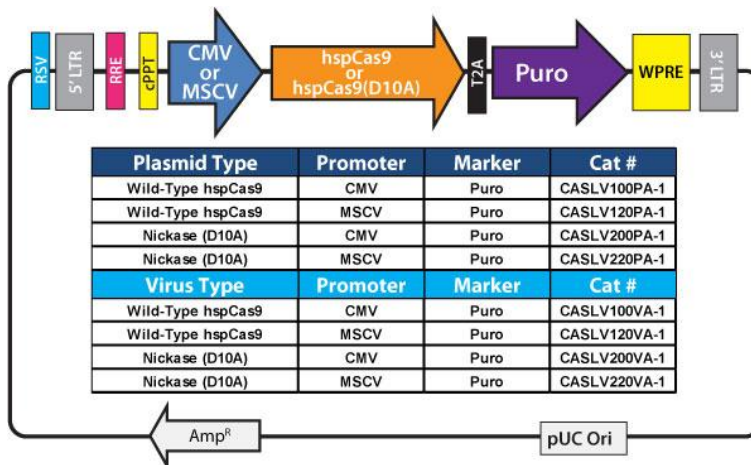 RSV
5' LTR
RRE
cPPT
CMV
or
MSCV
hspCas9
or
hspCas9(D10A)
T2A
Puro
WPRE
3' LTR
Plasmid Type Promoter Marker Cat #
Wild-Type hspCas9 CMV Puro CASLV100PA-1
Wild-Type hspCas9 MSCV Puro CASLV120PA-1
Nickase (D10A) CMV Puro CASLV200PA-1
Nickase (D10A) MSCV Puro CASLV220PA-1
Virus Type Promoter Marker Cat #
Wild-Type hspCas9 CMV Puro CASLV100VA-1
Wild-Type hspCas9 MSCV Puro CASLV120VA-1
Nickase (D10A) CMV Puro CASLV200VA-1
Nickase (D10A) MSCV Puro CASLV220VA-1
Amp^R
pUC Ori